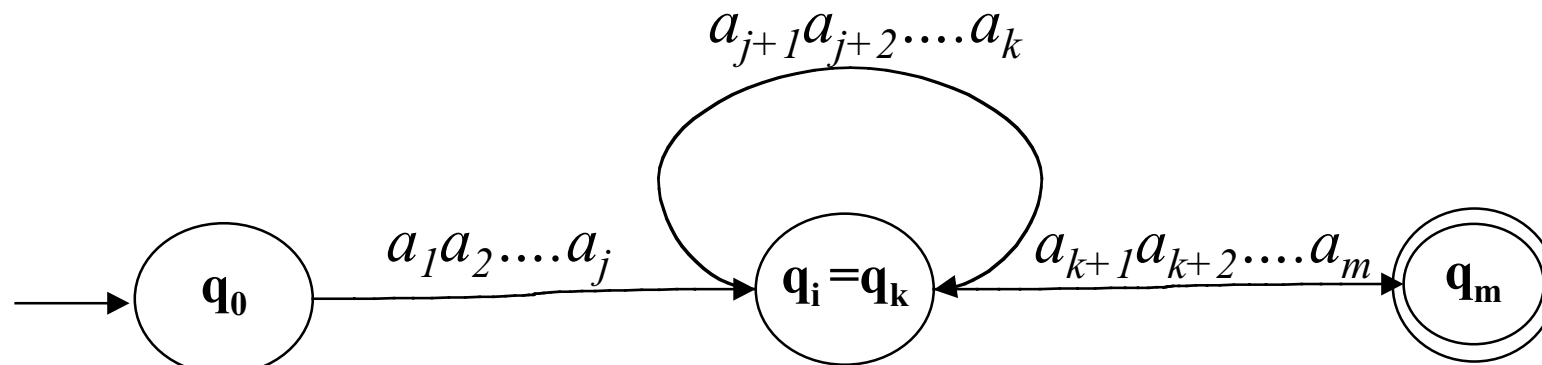 a_{j+1}a_{j+2}....a_k
a_1a_2....a_j
a_{k+1}a_{k+2}....a_m
q_0
q_i=q_k
q_m